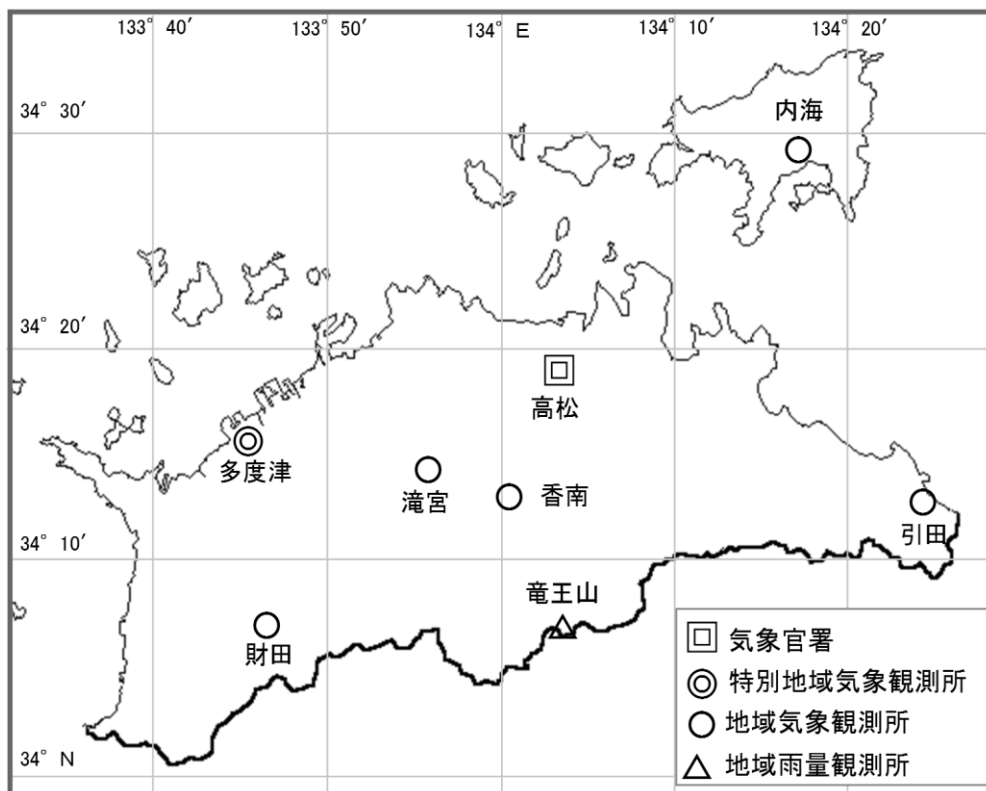 133° 40′
133° 50′
134° E
134° 10′
134° 20′
34° 30′
内海
34° 20′
高松
多度津
滝宮
香南
引田
34° 10′
竜王山
財田
34° N
気象官署
特別地域気象観測所
地域気象観測所
地域雨量観測所